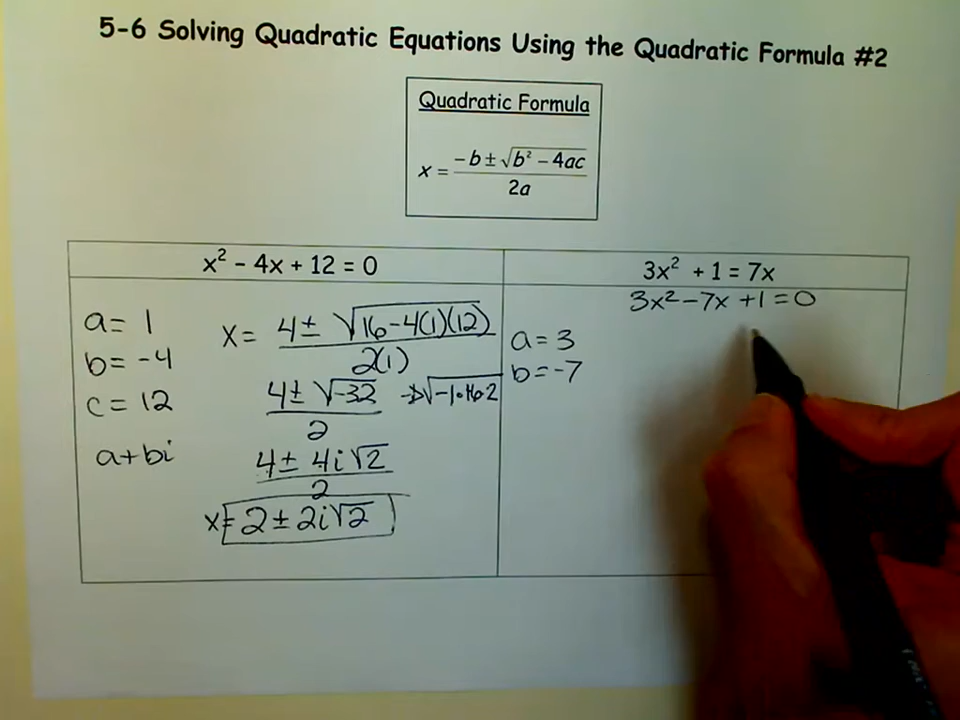 5-6 Solving Quadratic Equations Using the Quadratic Formula #2
Quadratic Formula
x = (-b ± √(b² - 4ac)) / 2a
x² - 4x + 12 = 0
a = 1
b = -4
c = 12
a+bi
x = (4 ± √(16-4(1)(12))) / 2(1)
(4 ± √-32) / 2 → √-1·16·2
(4 ± 4i√2) / 2
x = 2 ± 2i√2
3x² + 1 = 7x
3x² - 7x + 1 = 0
a = 3
b = -7